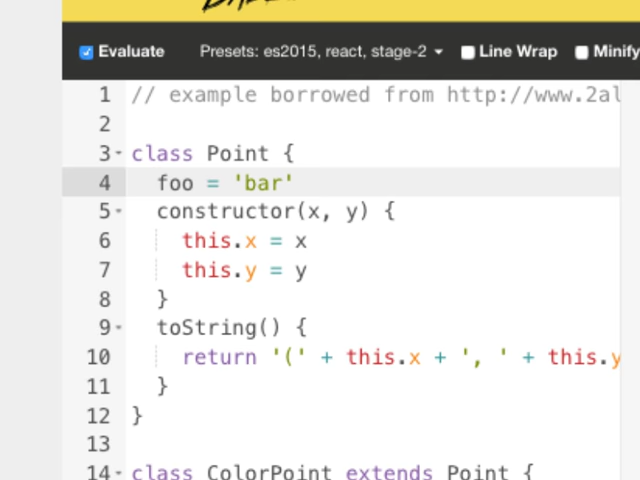 Evaluate Presets: es2015, react, stage-2 Line Wrap Minify
1 // example borrowed from http://www.2al
2
3 class Point {
4 foo = 'bar'
5 constructor(x, y) {
6 this.x = x
7 this.y = y
8 }
9 toString() {
10 return '(' + this.x + ', ' + this.y
11 }
12 }
13
14 class ColorPoint extends Point {